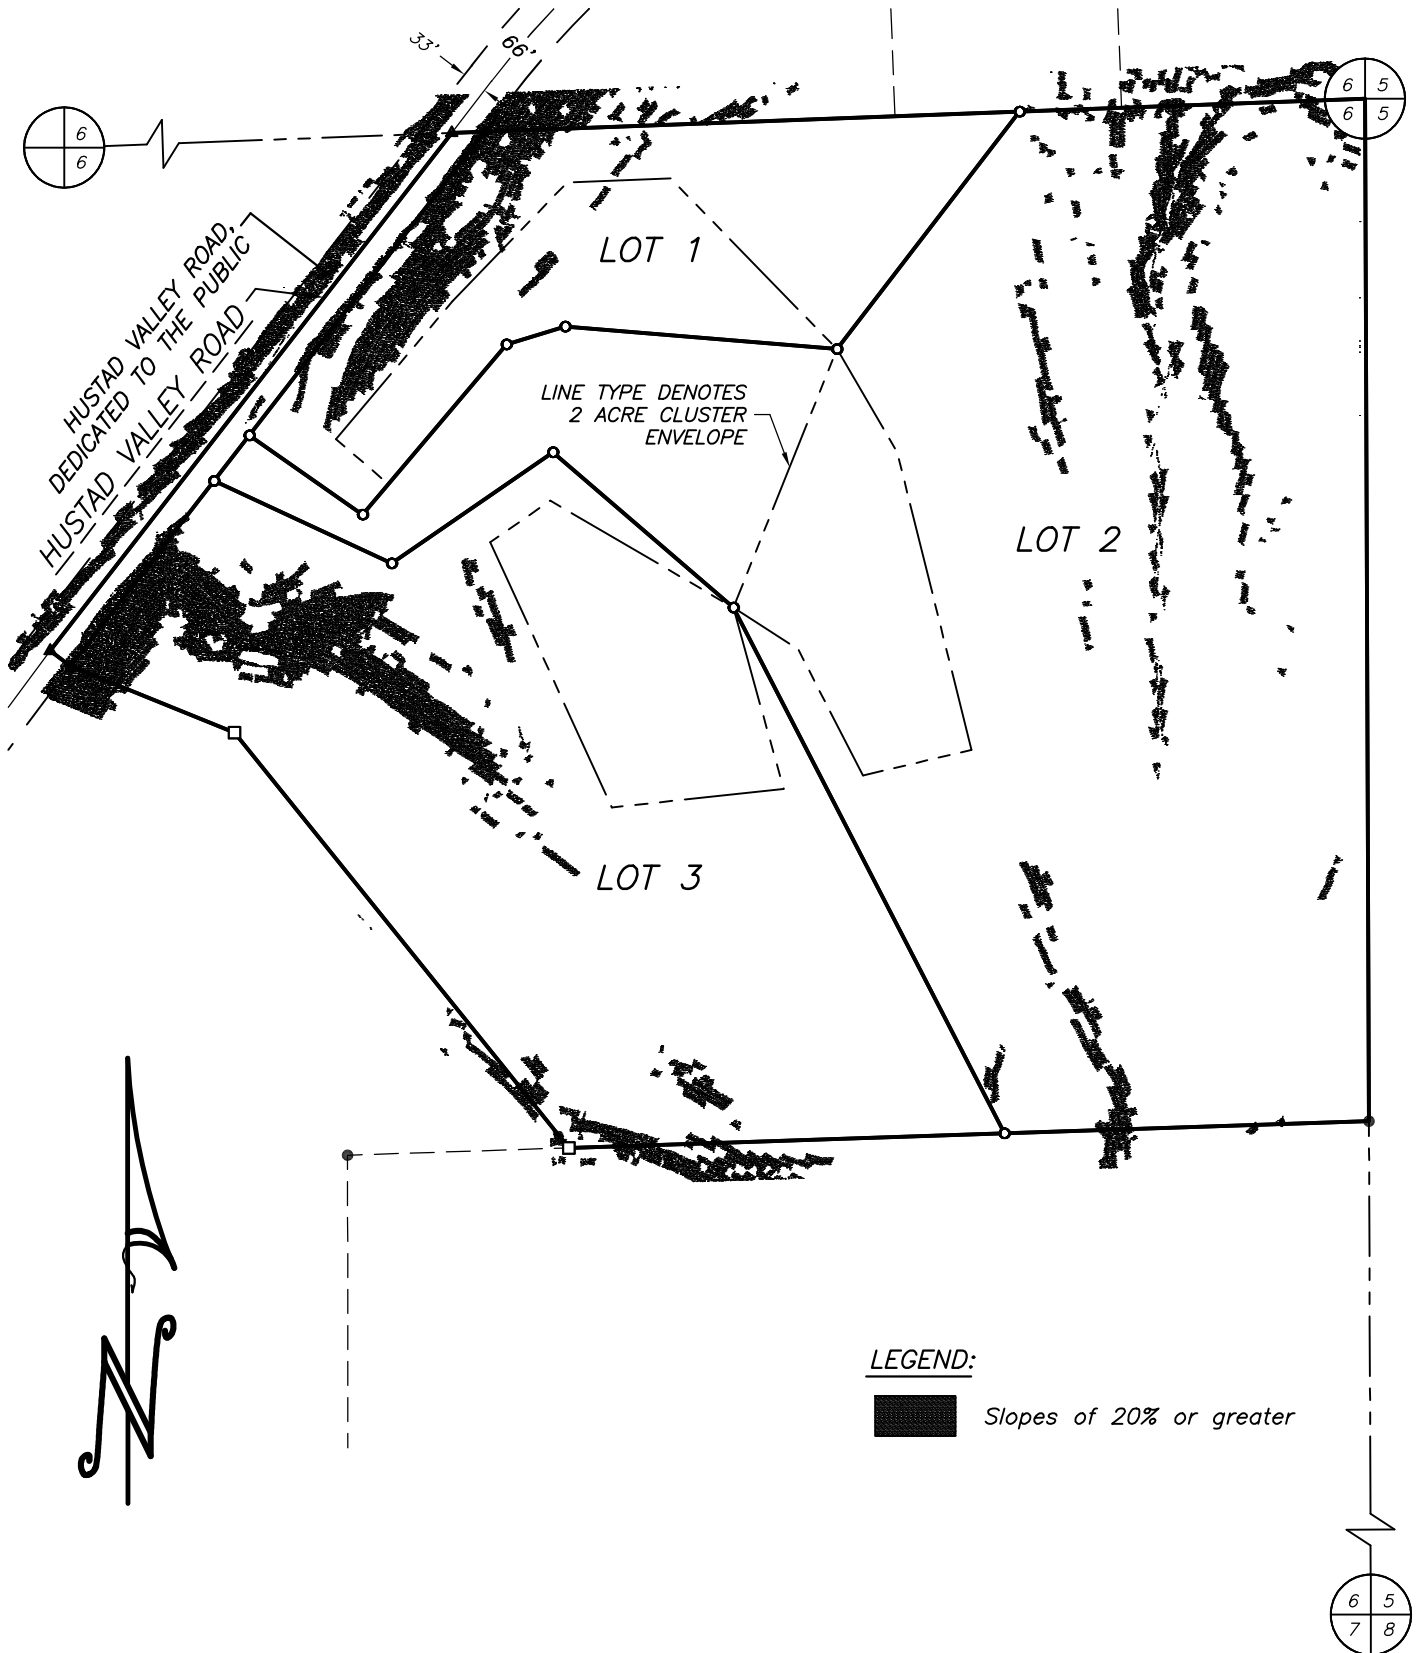 33'
66'
6 5
6 5
6
6
HUSTAD VALLEY ROAD,
DEDICATED TO THE PUBLIC
HUSTAD VALLEY ROAD
LOT 1
LINE TYPE DENOTES
2 ACRE CLUSTER
ENVELOPE
LOT 2
LOT 3
N
LEGEND:
Slopes of 20% or greater
6 5
7 8